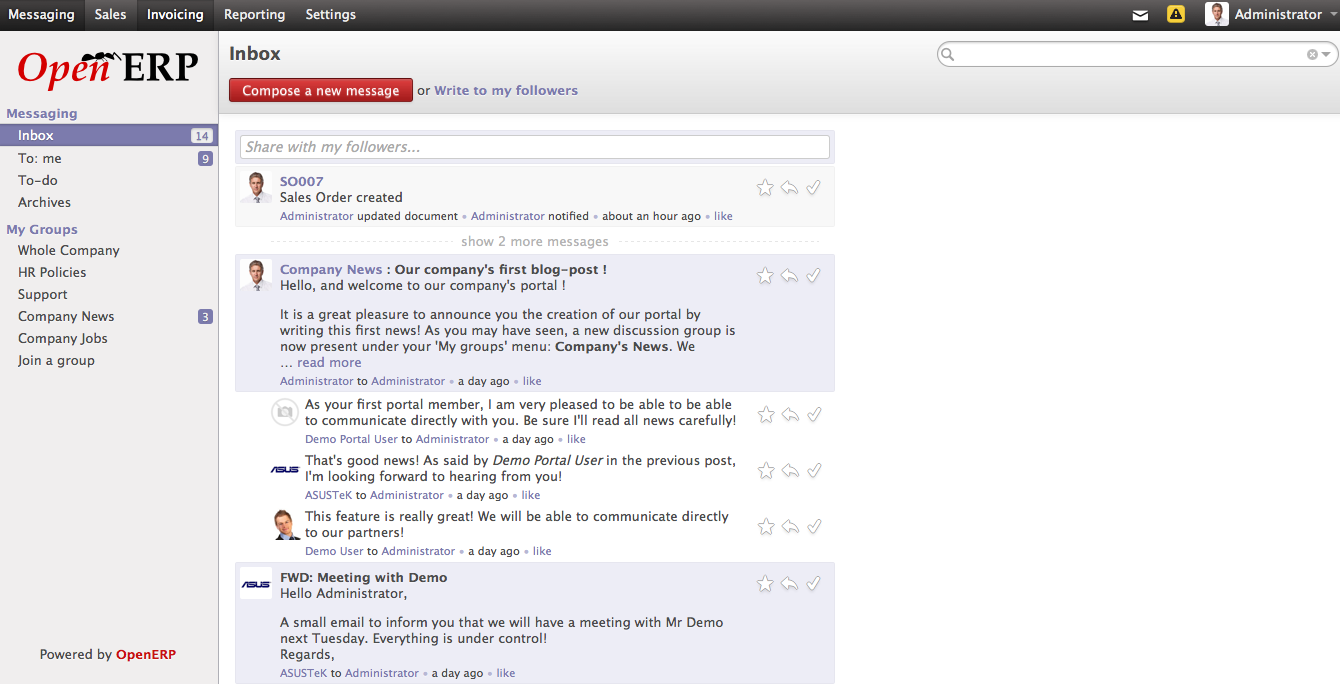 Messaging Sales Invoicing Reporting Settings Administrator
Open ERP
Messaging
Inbox 14
To: me 9
To-do
Archives
My Groups
Whole Company
HR Policies
Support
Company News 3
Company Jobs
Join a group
Powered by OpenERP
Inbox
Compose a new message or Write to my followers
Share with my followers...
SO007
Sales Order created
Administrator updated document • Administrator notified • about an hour ago • like
show 2 more messages
Company News : Our company's first blog-post !
Hello, and welcome to our company's portal !
It is a great pleasure to announce you the creation of our portal by
writing this first news! As you may have seen, a new discussion group is
now present under your 'My groups' menu: Company's News. We
... read more
Administrator to Administrator • a day ago • like
As your first portal member, I am very pleased to be able to be able
to communicate directly with you. Be sure I'll read all news carefully!
Demo Portal User to Administrator • a day ago • like
ASUS
That's good news! As said by Demo Portal User in the previous post,
I'm looking forward to hearing from you!
ASUSTeK to Administrator • a day ago • like
This feature is really great! We will be able to communicate directly
to our partners!
Demo User to Administrator • a day ago • like
ASUS
FWD: Meeting with Demo
Hello Administrator,
A small email to inform you that we will have a meeting with Mr Demo
next Tuesday. Everything is under control!
Regards,
ASUSTeK to Administrator • a day ago • like